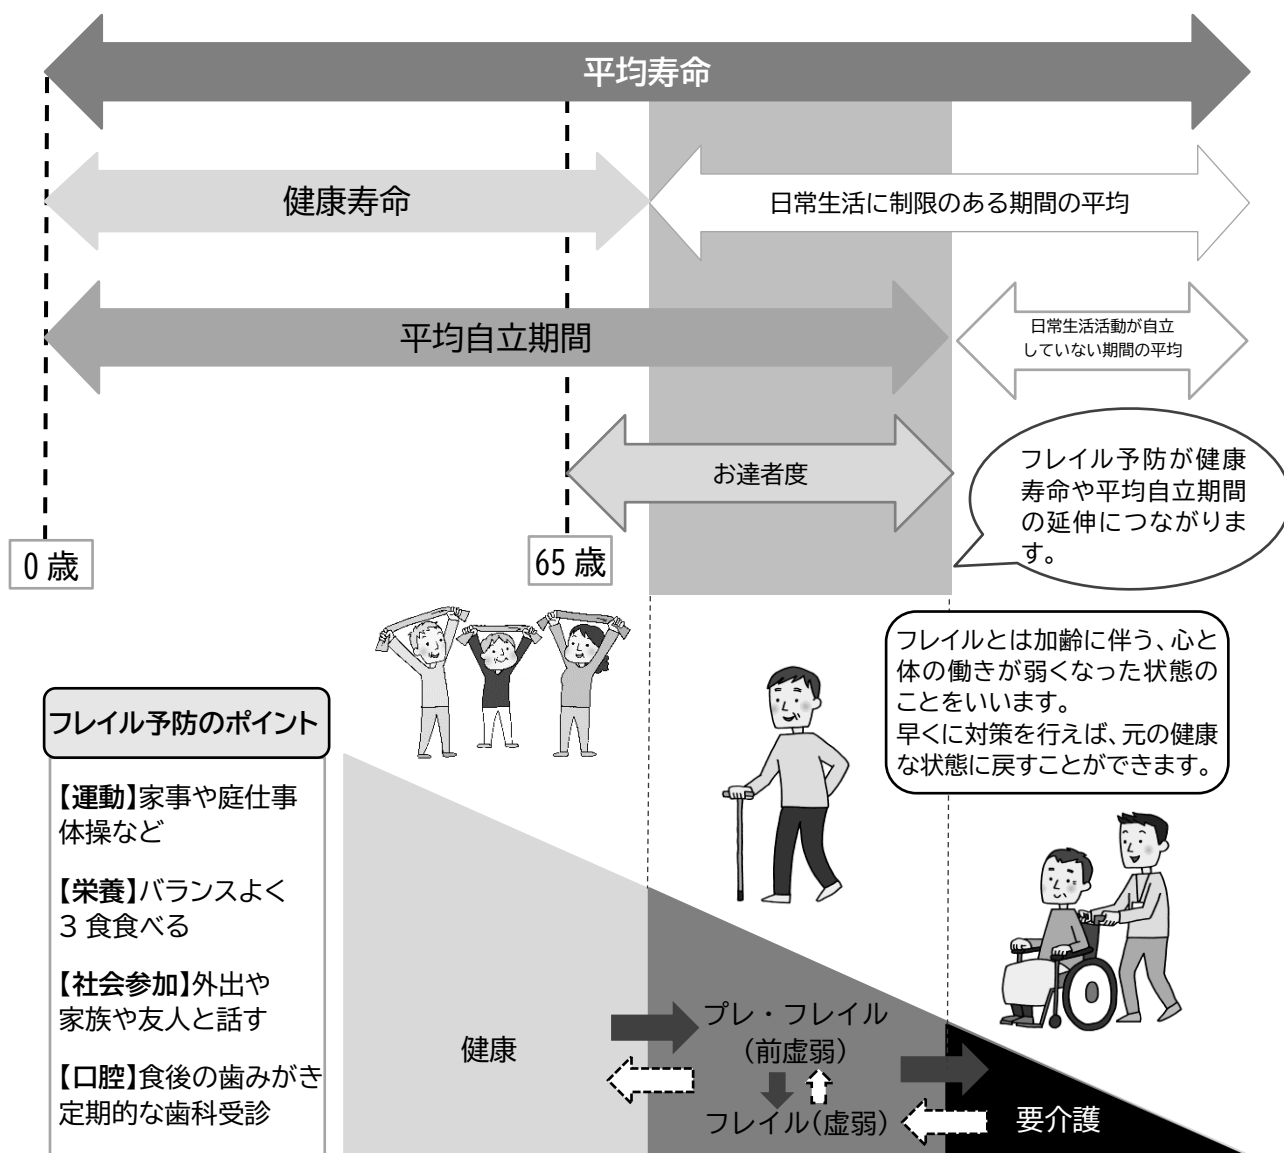 平均寿命
健康寿命
日常生活に制限のある期間の平均
平均自立期間
日常生活活動が自立
していない期間の平均
お達者度
フレイル予防が健康
寿命や平均自立期間
の延伸につながりま
す。
0歳
65歳
フレイルとは加齢に伴う、心と
体の働きが弱くなった状態の
ことをいいます。
早くに対策を行えば、元の健康
な状態に戻すことができます。
フレイル予防のポイント
【運動】家事や庭仕事
体操など
【栄養】バランスよく
3食食べる
【社会参加】外出や
家族や友人と話す
【口腔】食後の歯みがき
定期的な歯科受診
健康
プレ・フレイル
(前虚弱)
フレイル(虚弱)
要介護